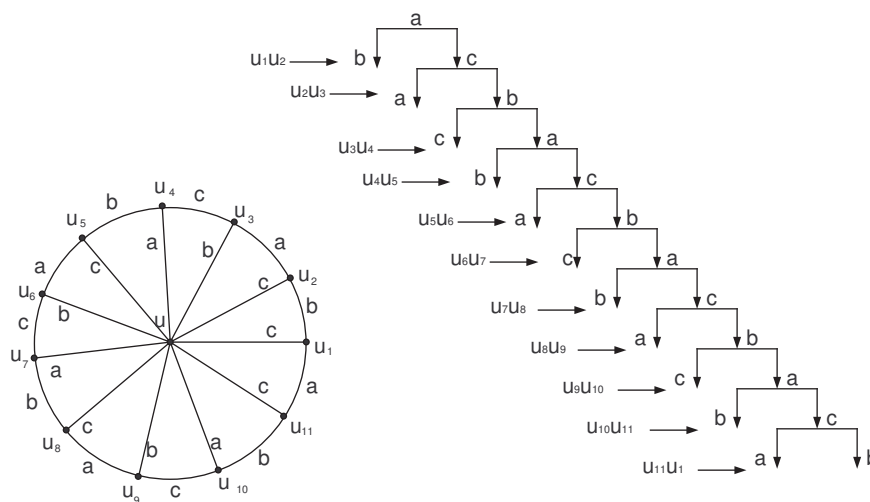 a
u1u2 b c
u2u3 a b
u3u4 c a
u4u5 b c
u5u6 a b
u6u7 c a
u7u8 b c
u8u9 a b
u9u10 c a
u10u11 b c
u11u1 a b
u4
b c
u5 u3
a a b a
c
u2
u6 c
b u b
c c u1
u7 a
c a
b
u11
u8 c
b a b
a
u9 c u10